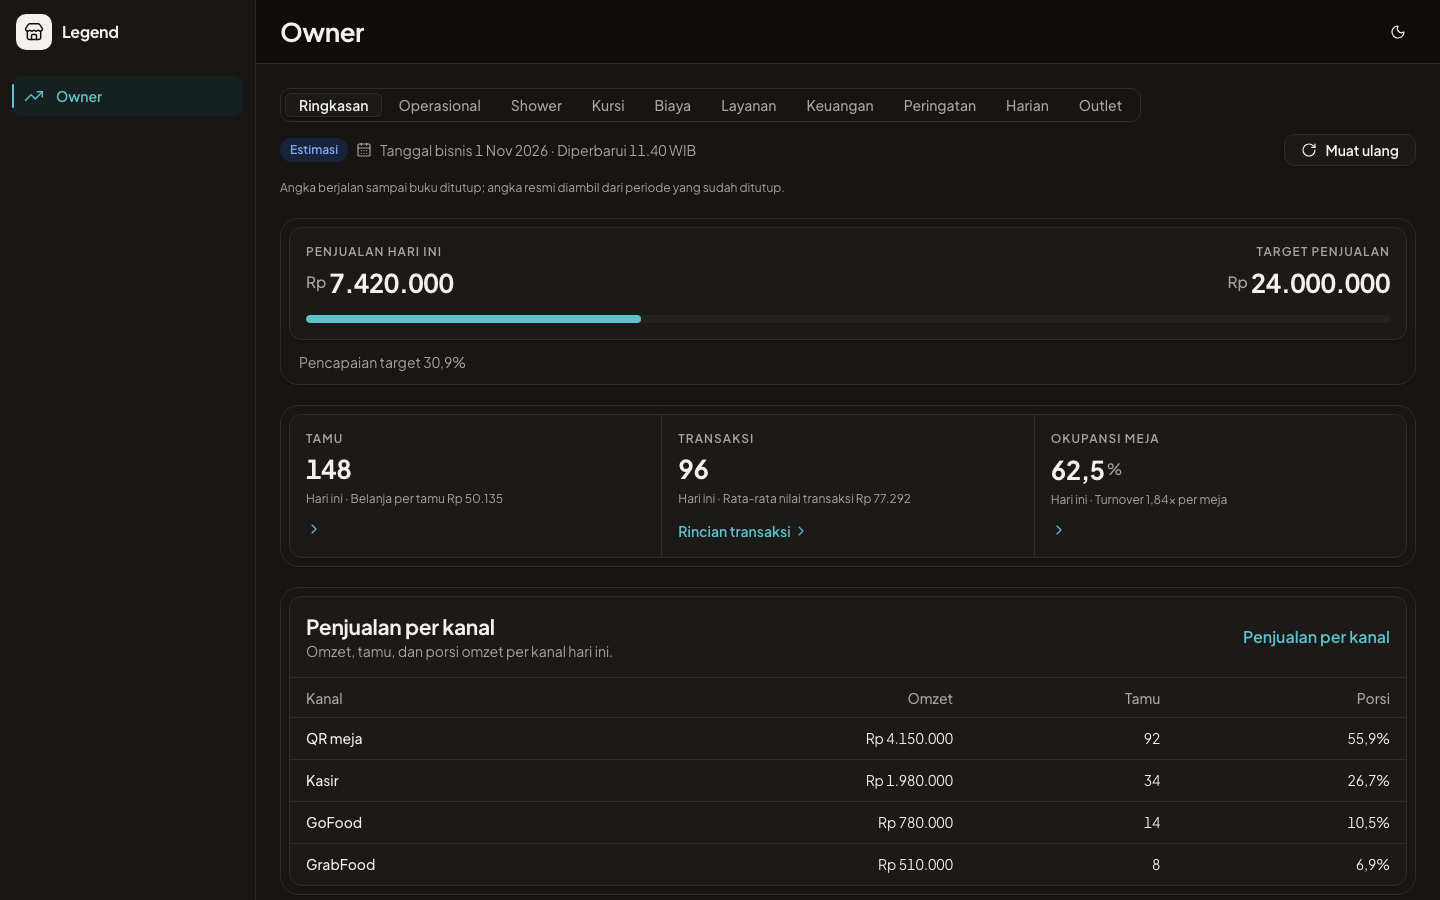 Legend
Owner
Owner
Ringkasan Operasional Shower Kursi Biaya Layanan Keuangan Peringatan Harian Outlet
Estimasi Tanggal bisnis 1 Nov 2026 · Diperbarui 11.40 WIB Muat ulang
Angka berjalan sampai buku ditutup; angka resmi diambil dari periode yang sudah ditutup.
PENJUALAN HARI INI TARGET PENJUALAN
Rp 7.420.000 Rp 24.000.000
Pencapaian target 30,9%
TAMU
148
Hari ini · Belanja per tamu Rp 50.135
TRANSAKSI
96
Hari ini · Rata-rata nilai transaksi Rp 77.292
Rincian transaksi
OKUPANSI MEJA
62,5%
Hari ini · Turnover 1,84× per meja
Penjualan per kanal
Omzet, tamu, dan porsi omzet per kanal hari ini.
Penjualan per kanal
Kanal Omzet Tamu Porsi
QR meja Rp 4.150.000 92 55,9%
Kasir Rp 1.980.000 34 26,7%
GoFood Rp 780.000 14 10,5%
GrabFood Rp 510.000 8 6,9%